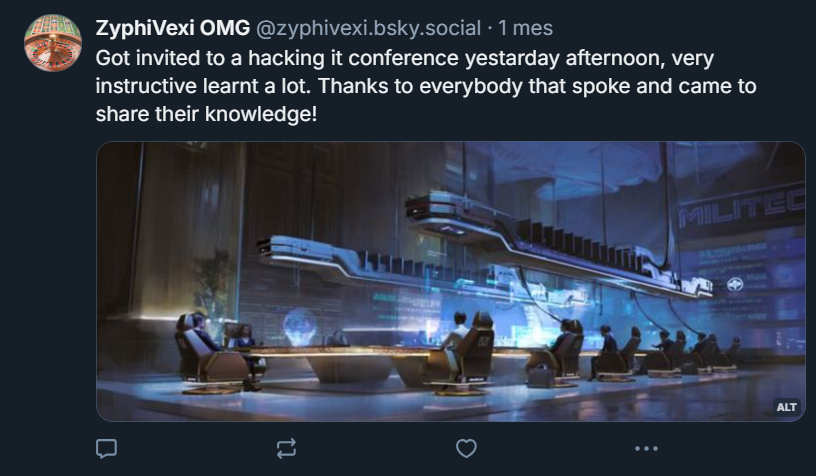 ZyphiVexi OMG @zyphivexi.bsky.social · 1 mes
Got invited to a hacking it conference yestarday afternoon, very
instructive learnt a lot. Thanks to everybody that spoke and came to
share their knowledge!
MILITEC
ALT